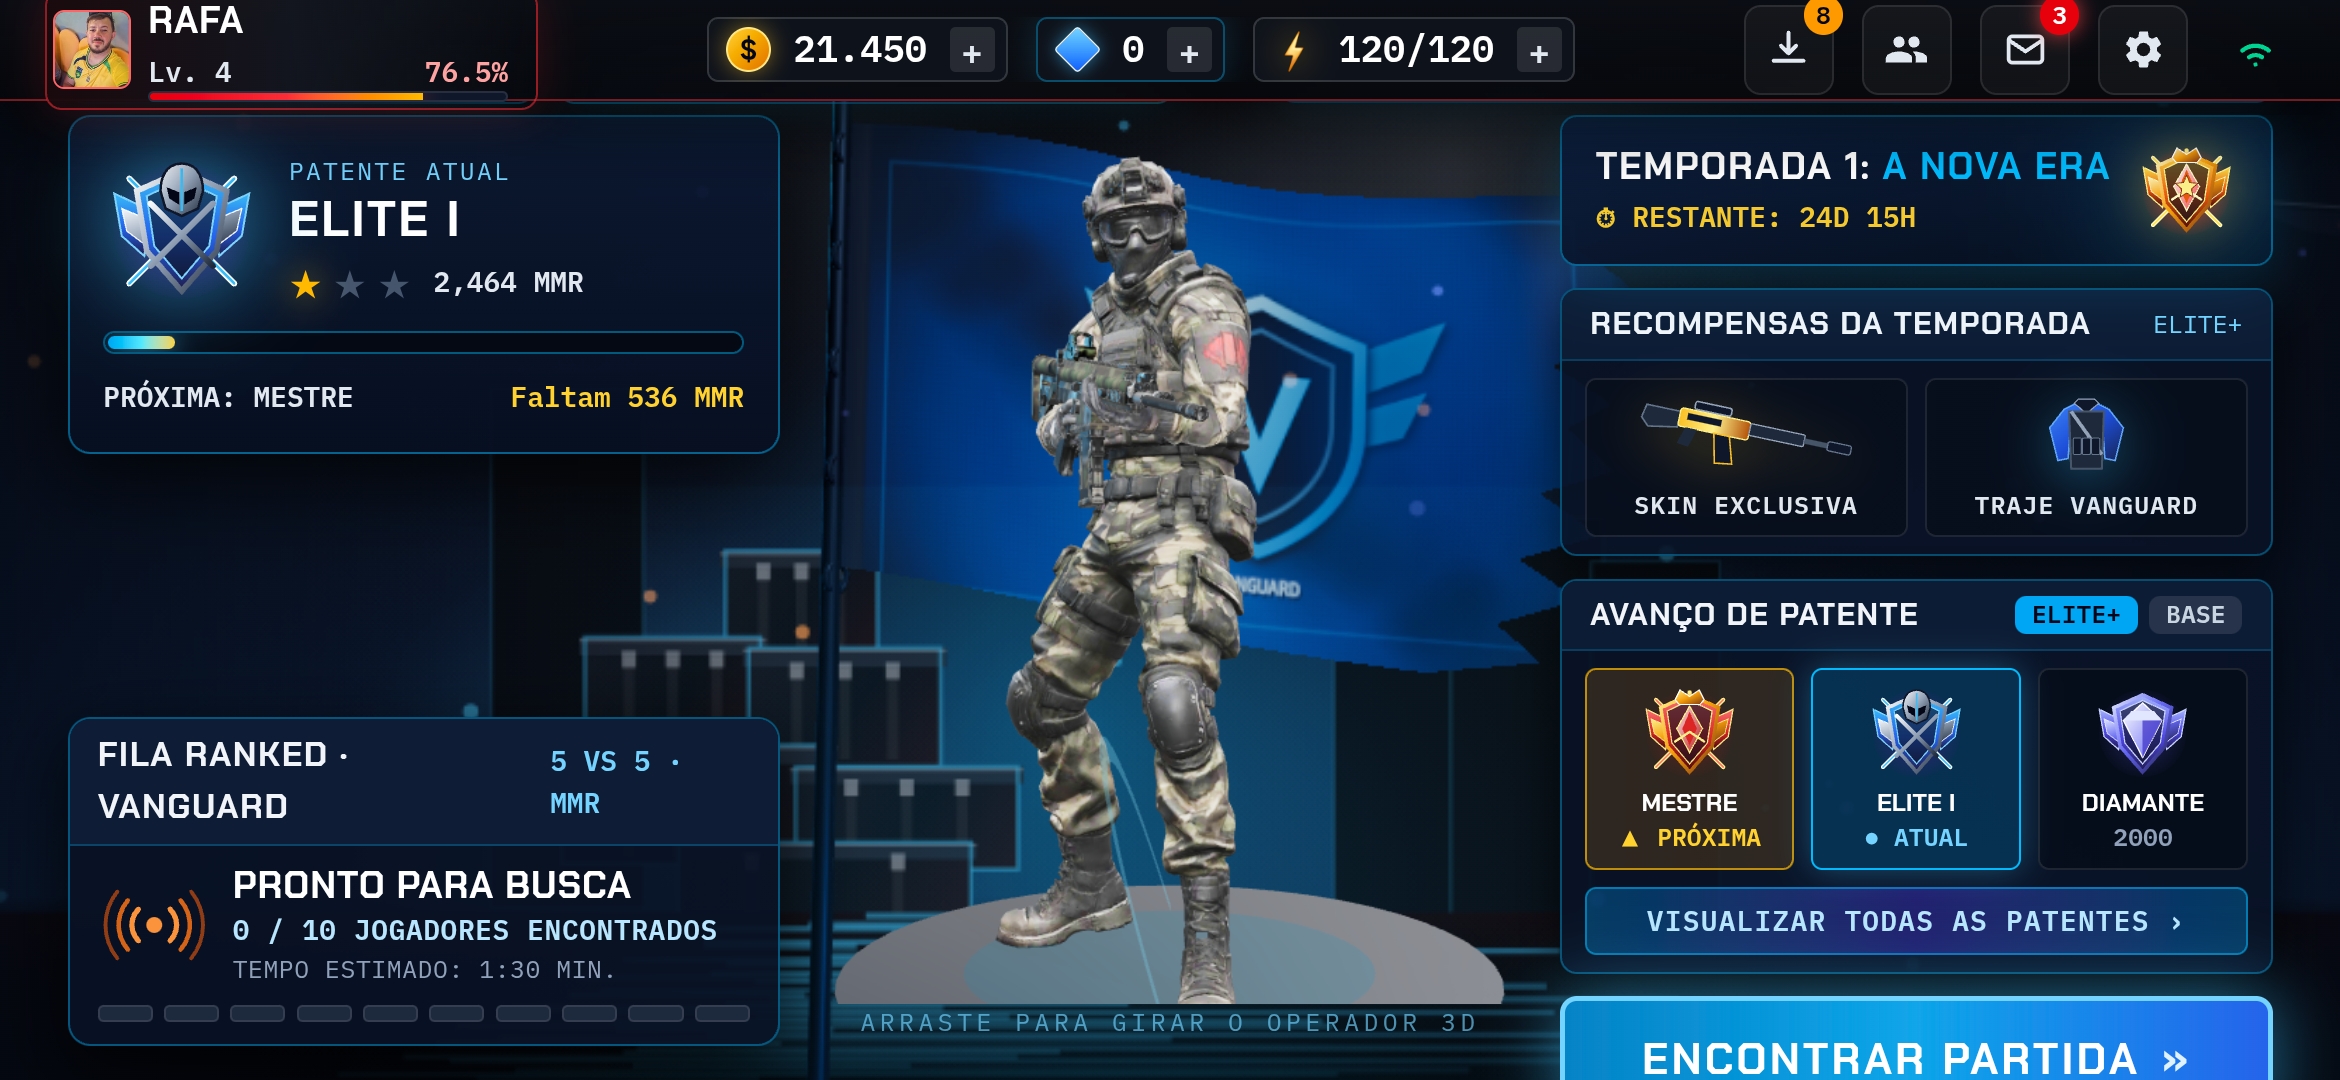 RAFA
Lv. 4
76.5%
$
21.450
+
0
+
120/120
+
8
3
PATENTE ATUAL
ELITE I
★ ★ ★ 2,464 MMR
PRÓXIMA: MESTRE
Faltam 536 MMR
FILA RANKED ·
VANGUARD
5 VS 5 ·
MMR
PRONTO PARA BUSCA
0 / 10 JOGADORES ENCONTRADOS
TEMPO ESTIMADO: 1:30 MIN.
V
NGUARD
ARRASTE PARA GIRAR O OPERADOR 3D
TEMPORADA 1: A NOVA ERA
⏱ RESTANTE: 24D 15H
RECOMPENSAS DA TEMPORADA
ELITE+
SKIN EXCLUSIVA
TRAJE VANGUARD
AVANÇO DE PATENTE
ELITE+
BASE
MESTRE
▲ PRÓXIMA
ELITE I
● ATUAL
DIAMANTE
2000
VISUALIZAR TODAS AS PATENTES ›
ENCONTRAR PARTIDA »